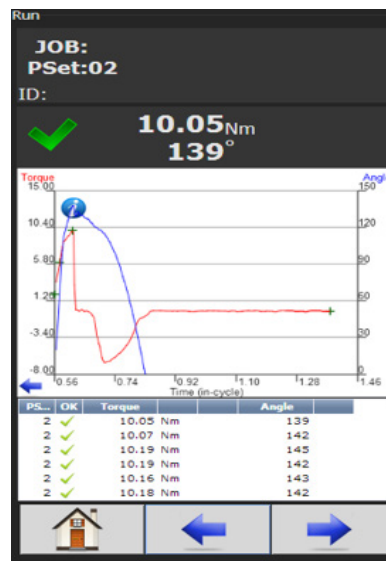 Run
JOB:
PSet:02
ID:
10.05Nm
139°
Torque Angle
15.00 150
10.40 120
6.80 90
1.20 60
-3.40 30
-8.00 0
0.56 0.74 0.92 1.10 1.28 1.46
Time (in-cycle)
PS... OK Torque Angle
2 10.05 Nm 139
2 10.07 Nm 142
2 10.19 Nm 145
2 10.19 Nm 142
2 10.16 Nm 143
2 10.18 Nm 142